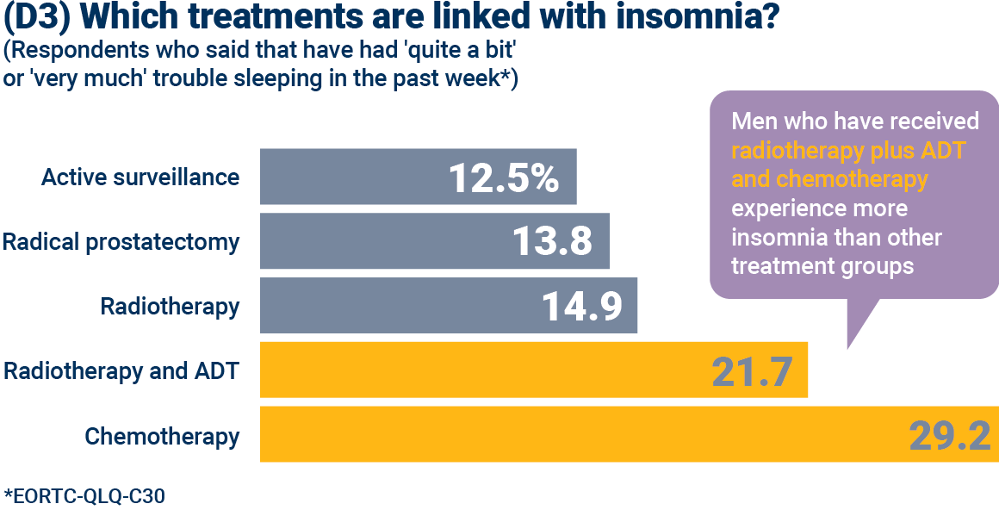 (D3) Which treatments are linked with insomnia?
(Respondents who said that have had 'quite a bit'
or 'very much' trouble sleeping in the past week*)
Men who have received
radiotherapy plus ADT
and chemotherapy
experience more
insomnia than other
treatment groups
Active surveillance 12.5%
Radical prostatectomy 13.8
Radiotherapy 14.9
Radiotherapy and ADT 21.7
Chemotherapy 29.2
*EORTC-QLQ-C30